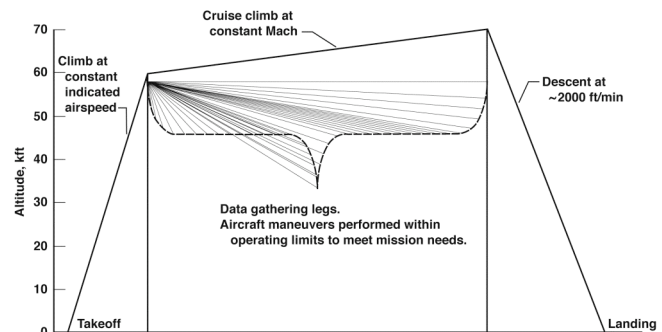 Cruise climb at
constant Mach
70
Climb at
constant
indicated
airspeed
60
Descent at
~2000 ft/min
50
40
Altitude, kft
30
Data gathering legs.
Aircraft maneuvers performed within
operating limits to meet mission needs.
20
10
0
Takeoff
Landing